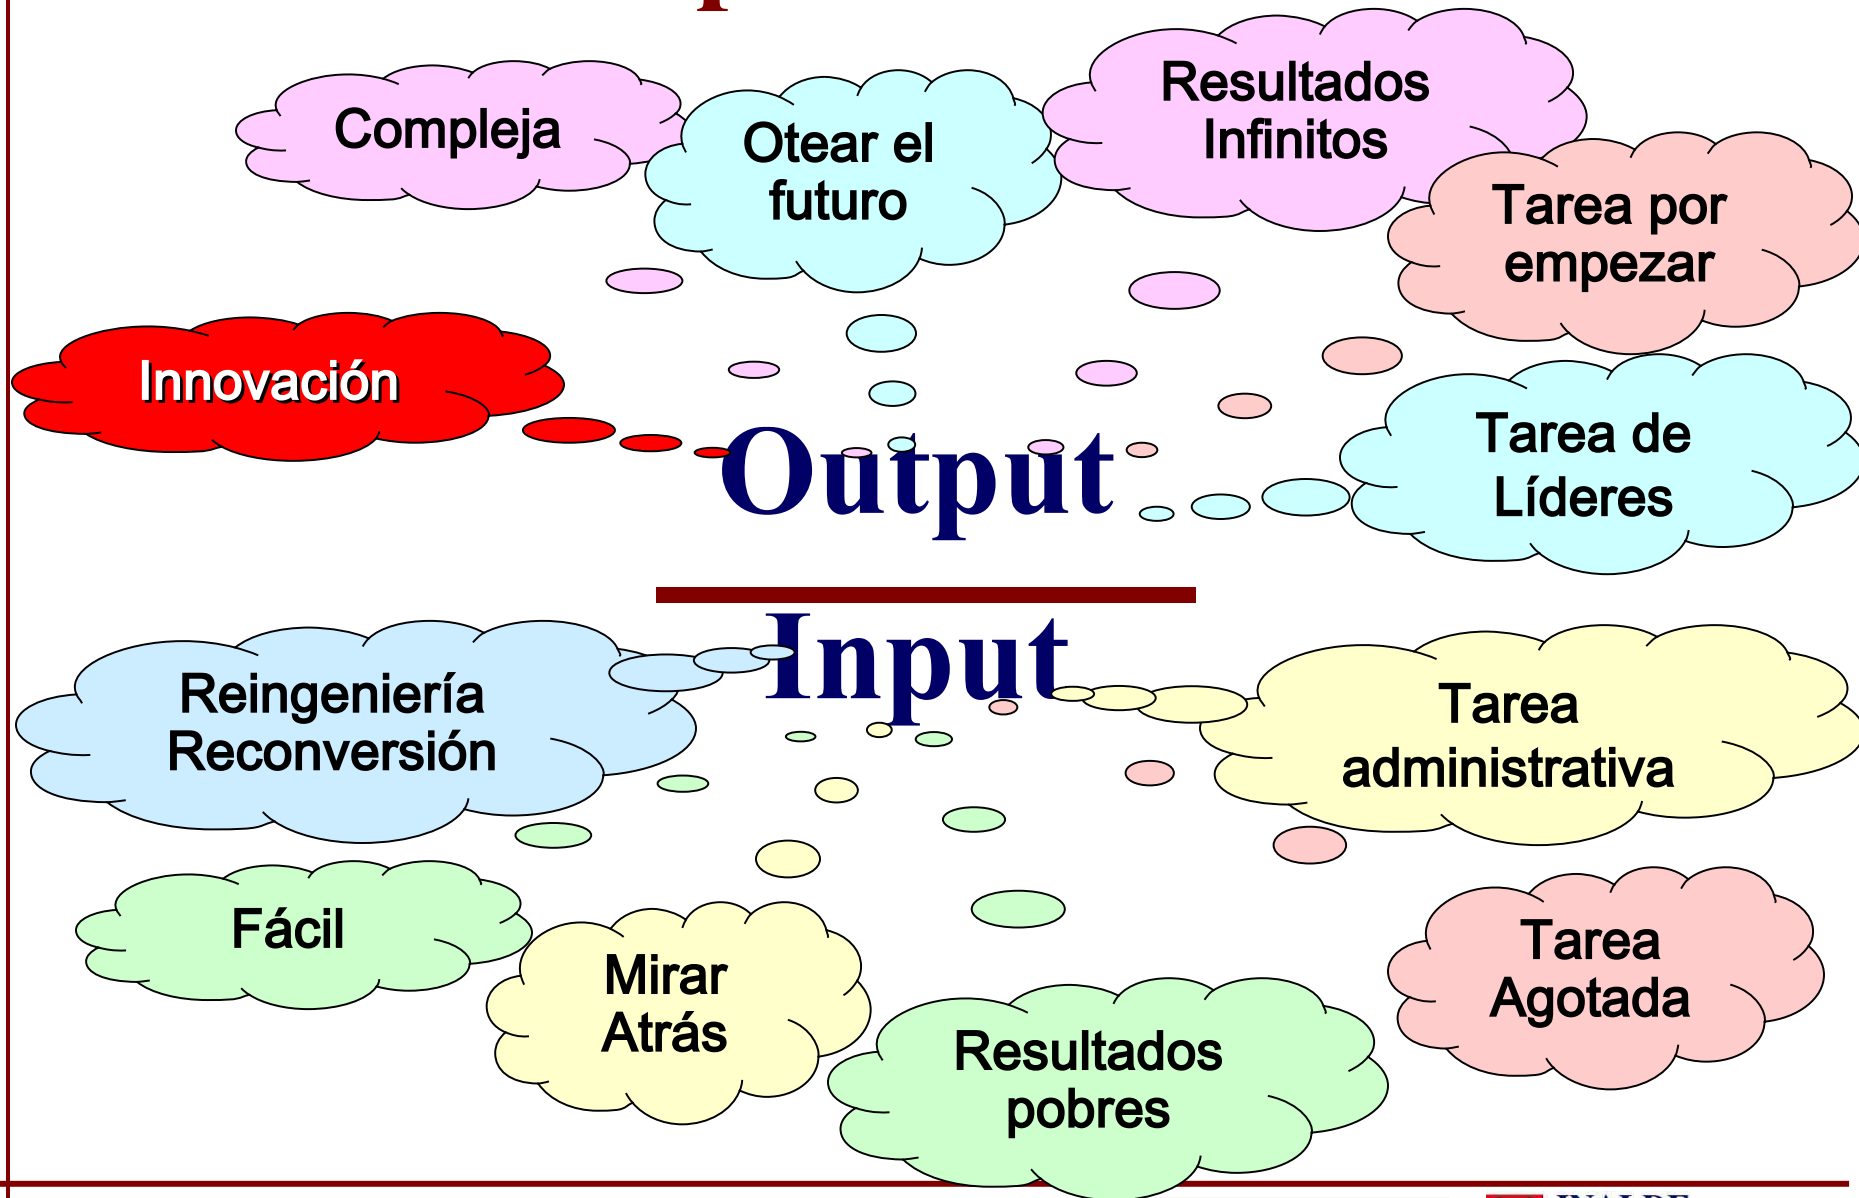 Compleja
Otear el
futuro
Resultados
Infinitos
Tarea por
empezar
Innovación
Tarea de
Líderes
Output
Input
Reingeniería
Reconversión
Tarea
administrativa
Fácil
Mirar
Atrás
Resultados
pobres
Tarea
Agotada